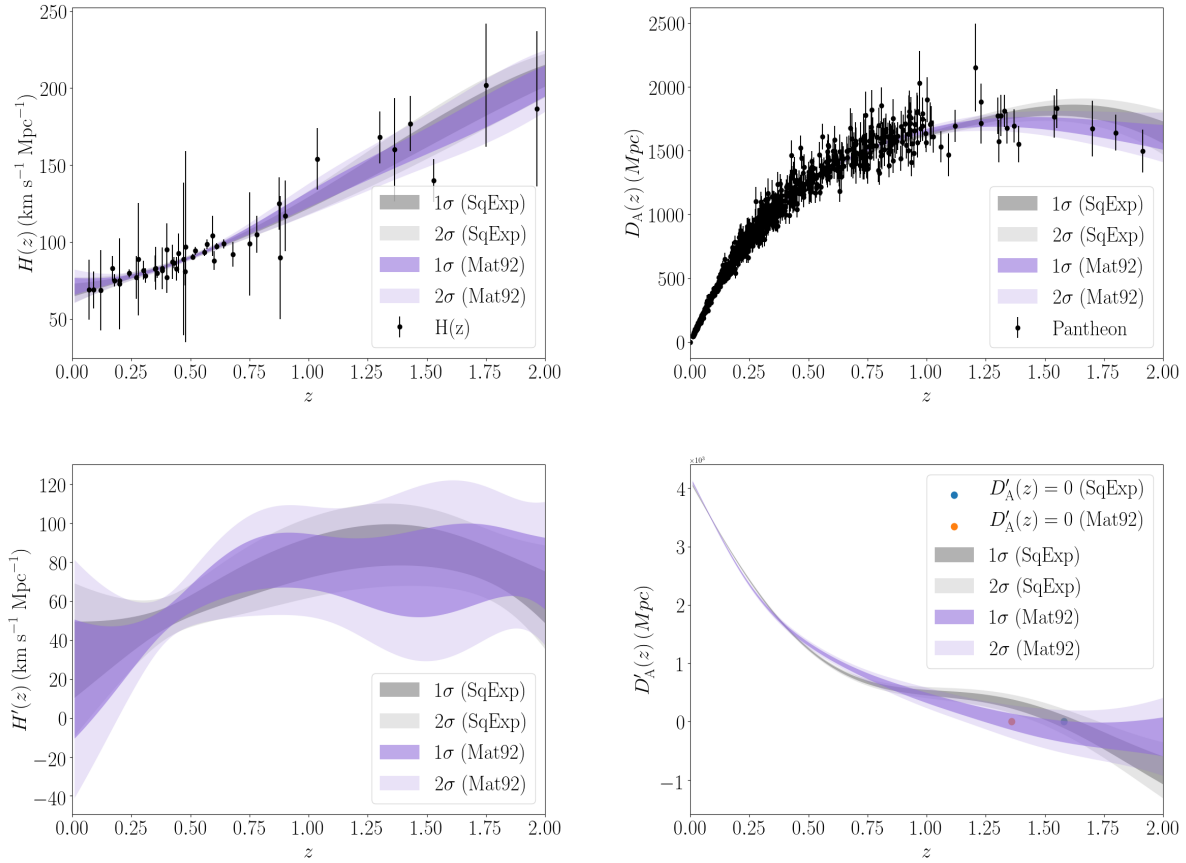 250
200
150
100
50
H(z) (km s⁻¹ Mpc⁻¹)
0.00 0.25 0.50 0.75 1.00 1.25 1.50 1.75 2.00
z
1σ (SqExp)
2σ (SqExp)
1σ (Mat92)
2σ (Mat92)
H(z)
2500
2000
1500
1000
500
0
D_A(z) (Mpc)
0.00 0.25 0.50 0.75 1.00 1.25 1.50 1.75 2.00
z
1σ (SqExp)
2σ (SqExp)
1σ (Mat92)
2σ (Mat92)
Pantheon
120
100
80
60
40
20
0
−20
−40
H′(z) (km s⁻¹ Mpc⁻¹)
0.00 0.25 0.50 0.75 1.00 1.25 1.50 1.75 2.00
z
1σ (SqExp)
2σ (SqExp)
1σ (Mat92)
2σ (Mat92)
×10³
4
3
2
1
0
−1
D′_A(z) (Mpc)
0.00 0.25 0.50 0.75 1.00 1.25 1.50 1.75 2.00
z
D′_A(z) = 0 (SqExp)
D′_A(z) = 0 (Mat92)
1σ (SqExp)
2σ (SqExp)
1σ (Mat92)
2σ (Mat92)